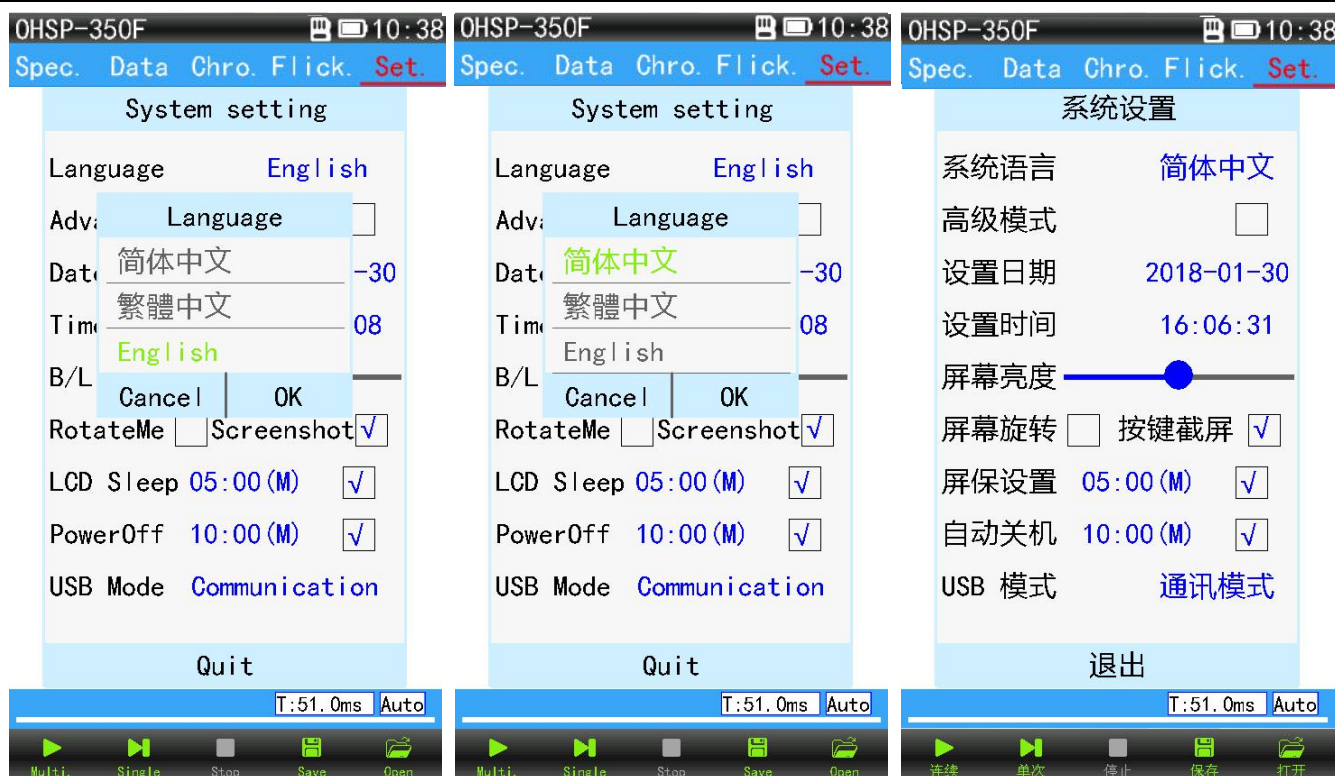 OHSP-350F 10:38
Spec. Data Chro. Flick. Set.
System setting
Language English
Language
简体中文
-30
繁體中文
08
English
B/L
Cancel OK
RotateMe Screenshot √
LCD Sleep 05:00(M) √
PowerOff 10:00(M) √
USB Mode Communication
Quit
T:51.0ms Auto
Multi. Single Stop Save Open
OHSP-350F 10:38
Spec. Data Chro. Flick. Set.
System setting
Language English
Language
简体中文
-30
繁體中文
08
English
B/L
Cancel OK
RotateMe Screenshot √
LCD Sleep 05:00(M) √
PowerOff 10:00(M) √
USB Mode Communication
Quit
T:51.0ms Auto
Multi. Single Stop Save Open
OHSP-350F 10:38
Spec. Data Chro. Flick. Set.
系统设置
系统语言 简体中文
高级模式
设置日期 2018-01-30
设置时间 16:06:31
屏幕亮度
屏幕旋转 按键截屏 √
屏保设置 05:00(M) √
自动关机 10:00(M) √
USB 模式 通讯模式
退出
T:51.0ms Auto
连续 单次 停止 保存 打开